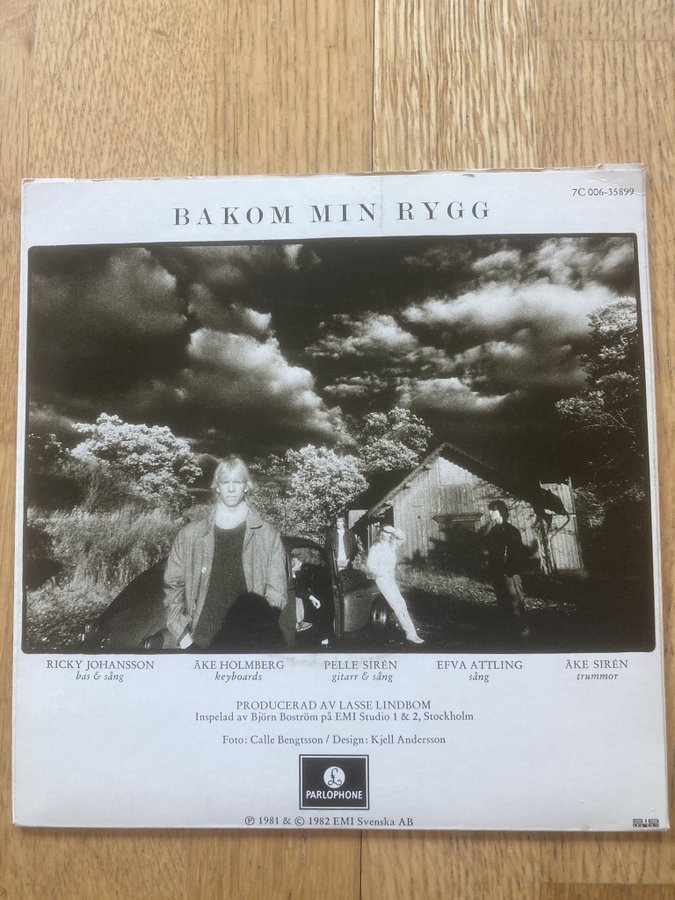 7C 006-35899
BAKOM MIN RYGG
RICKY JOHANSSON
bas & sång
ÅKE HOLMBERG
keyboards
PELLE SIRÉN
gitarr & sång
EFVA ATTLING
sång
ÅKE SIRÉN
trummor
PRODUCERAD AV LASSE LINDBOM
Inspelad av Björn Boström på EMI Studio 1 & 2, Stockholm
Foto: Calle Bengtsson / Design: Kjell Andersson
£
PARLOPHONE
℗ 1981 & © 1982 EMI Svenska AB